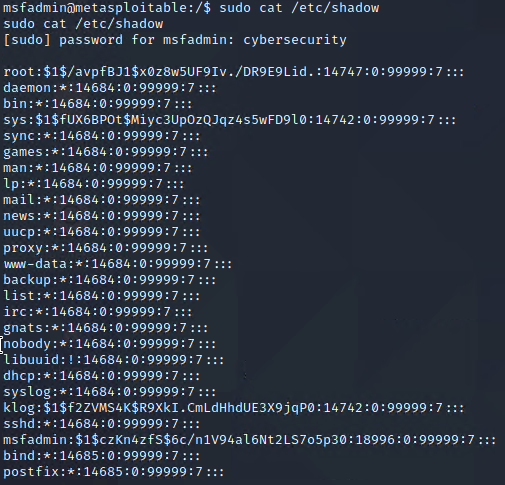 msfadmin@metasploitable:/$ sudo cat /etc/shadow
sudo cat /etc/shadow
[sudo] password for msfadmin: cybersecurity

root:$1$/avpfBJ1$x0z8w5UF9Iv./DR9E9Lid.:14747:0:99999:7:::
daemon:*:14684:0:99999:7:::
bin:*:14684:0:99999:7:::
sys:$1$fUX6BPOt$Miyc3UpOzQJqz4s5wFD9l0:14742:0:99999:7:::
sync:*:14684:0:99999:7:::
games:*:14684:0:99999:7:::
man:*:14684:0:99999:7:::
lp:*:14684:0:99999:7:::
mail:*:14684:0:99999:7:::
news:*:14684:0:99999:7:::
uucp:*:14684:0:99999:7:::
proxy:*:14684:0:99999:7:::
www-data:*:14684:0:99999:7:::
backup:*:14684:0:99999:7:::
list:*:14684:0:99999:7:::
irc:*:14684:0:99999:7:::
gnats:*:14684:0:99999:7:::
nobody:*:14684:0:99999:7:::
libuuid:!:14684:0:99999:7:::
dhcp:*:14684:0:99999:7:::
syslog:*:14684:0:99999:7:::
klog:$1$f2ZVMS4K$R9XkI.CmLdHhdUE3X9jqP0:14742:0:99999:7:::
sshd:*:14684:0:99999:7:::
msfadmin:$1$czKn4zfS$6c/n1V94al6Nt2LS7o5p30:18996:0:99999:7:::
bind:*:14685:0:99999:7:::
postfix:*:14685:0:99999:7:::